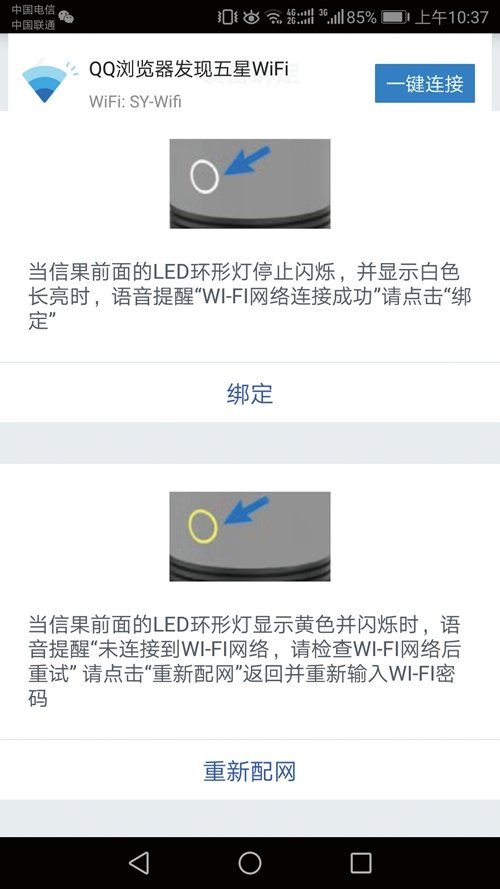 中国电信
中国联通
4G
2G
3G
85%
上午10:37
QQ浏览器发现五星WiFi
WiFi: SY-Wifi
一键连接
当信果前面的LED环形灯停止闪烁，并显示白色
长亮时，语音提醒“WI-FI网络连接成功”请点击“绑
定”
绑定
当信果前面的LED环形灯显示黄色并闪烁时，语
音提醒“未连接到WI-FI网络，请检查WI-FI网络后
重试” 请点击“重新配网”返回并重新输入WI-FI密
码
重新配网